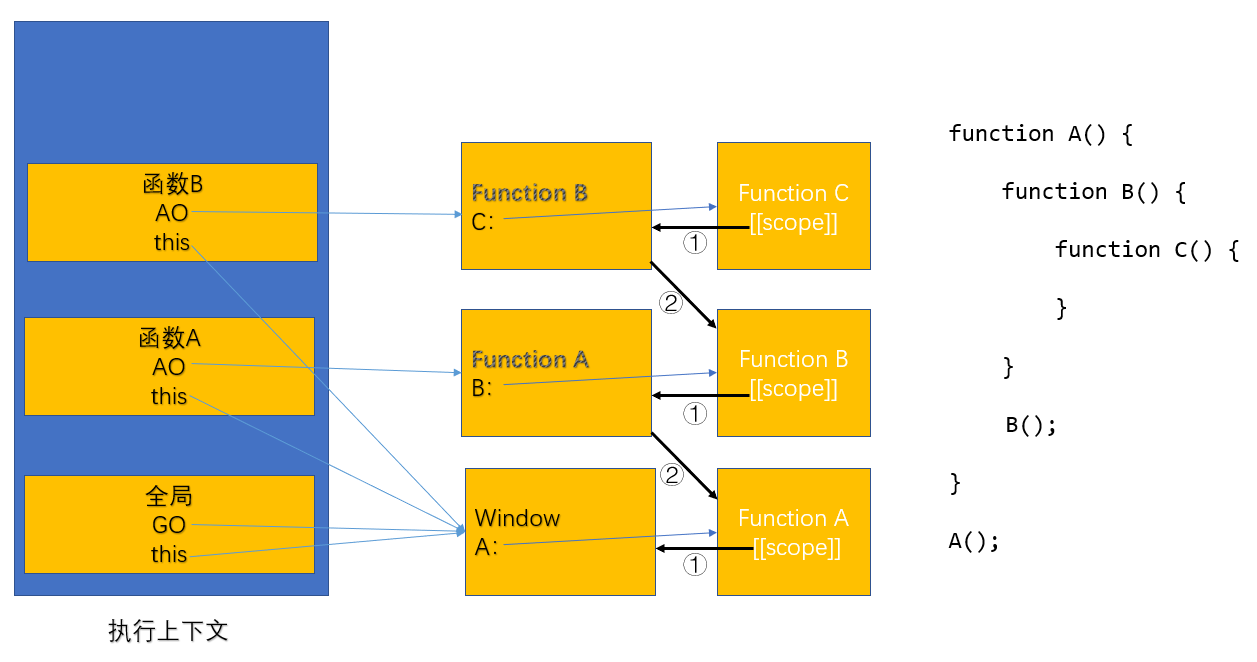 函数B
AO
this
函数A
AO
this
全局
GO
this
执行上下文
Function B
C:
Function C
[[scope]]
①
②
Function A
B:
Function B
[[scope]]
①
②
Window
A:
Function A
[[scope]]
①
function A() {
function B() {
function C() {
}
}
B();
}
A();